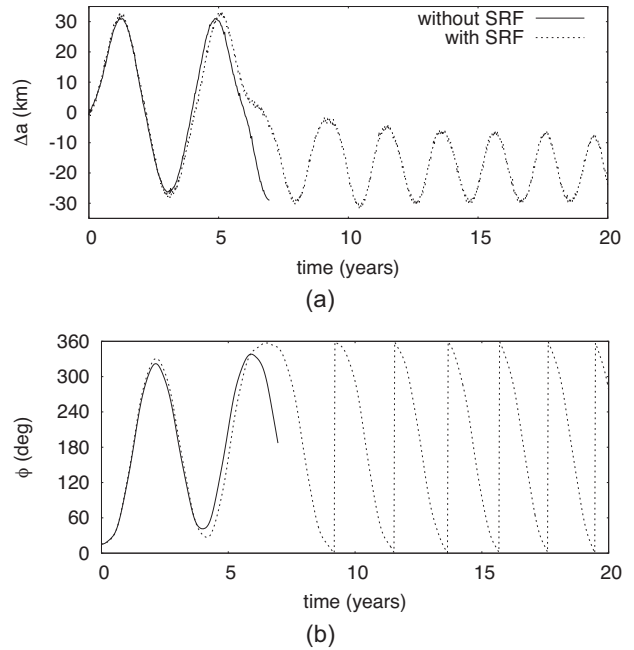 without SRF
with SRF
30
20
10
0
-10
-20
-30
Δa (km)
0 5 10 15 20
time (years)
(a)
360
300
240
180
120
60
0
ϕ (deg)
0 5 10 15 20
time (years)
(b)